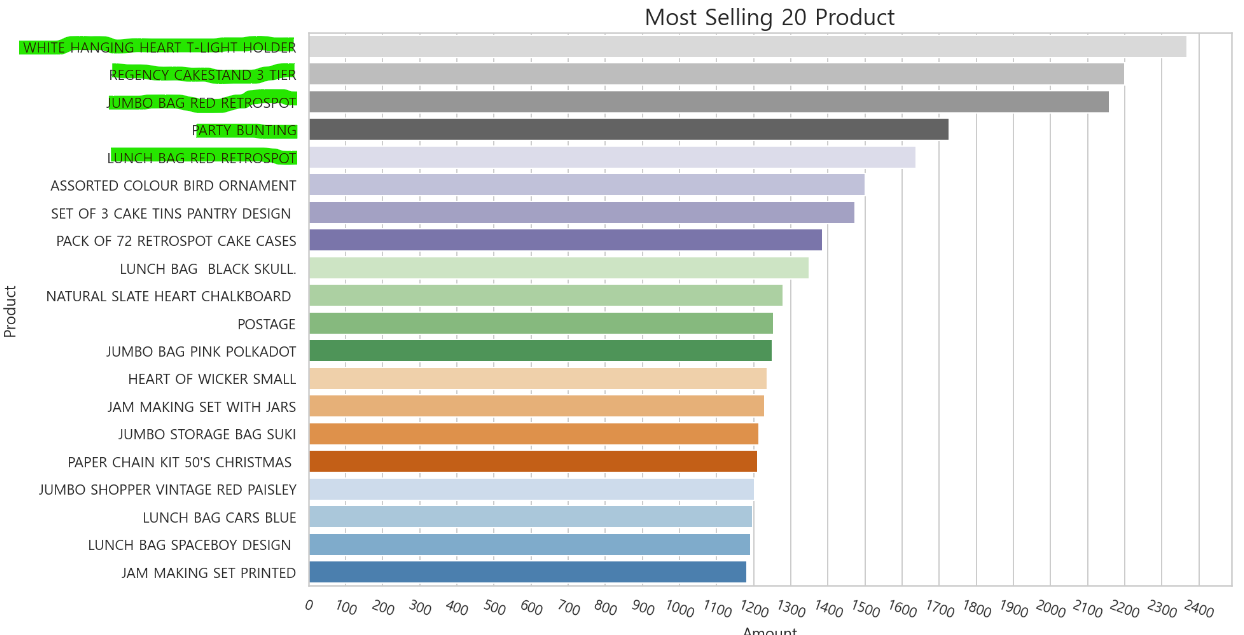 Most Selling 20 Product
WHITE HANGING HEART T-LIGHT HOLDER
REGENCY CAKESTAND 3 TIER
JUMBO BAG RED RETROSPOT
PARTY BUNTING
LUNCH BAG RED RETROSPOT
ASSORTED COLOUR BIRD ORNAMENT
SET OF 3 CAKE TINS PANTRY DESIGN
PACK OF 72 RETROSPOT CAKE CASES
LUNCH BAG  BLACK SKULL.
NATURAL SLATE HEART CHALKBOARD
POSTAGE
JUMBO BAG PINK POLKADOT
HEART OF WICKER SMALL
JAM MAKING SET WITH JARS
JUMBO STORAGE BAG SUKI
PAPER CHAIN KIT 50'S CHRISTMAS
JUMBO SHOPPER VINTAGE RED PAISLEY
LUNCH BAG CARS BLUE
LUNCH BAG SPACEBOY DESIGN
JAM MAKING SET PRINTED
Product
0 100 200 300 400 500 600 700 800 900 1000 1100 1200 1300 1400 1500 1600 1700 1800 1900 2000 2100 2200 2300 2400
Amount